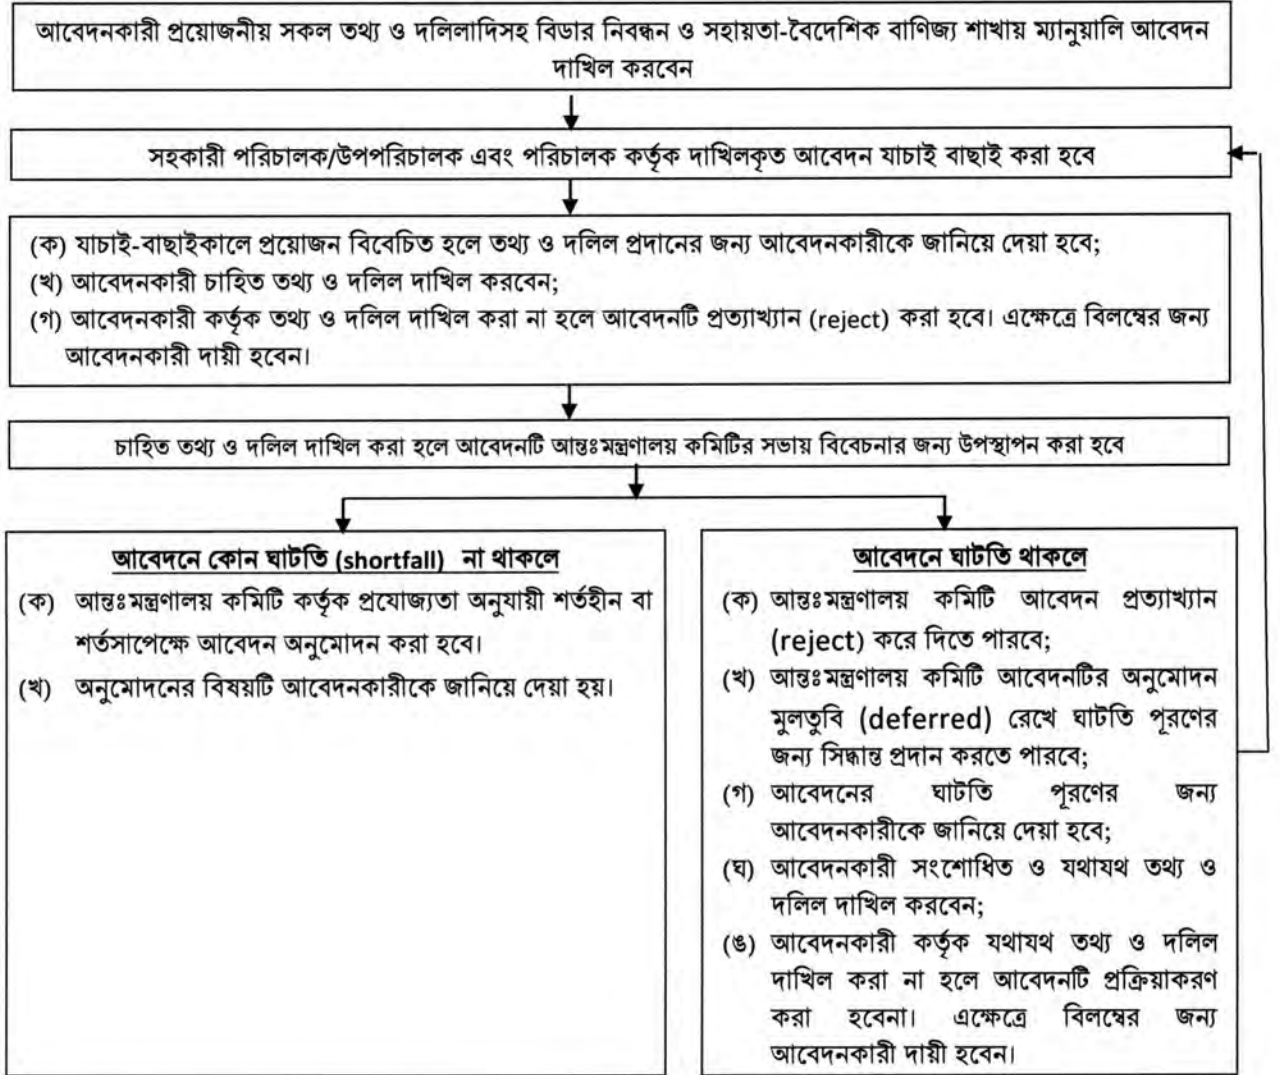 আবেদনকারী প্রয়োজনীয় সকল তথ্য ও দলিলাদিসহ বিডার নিবন্ধন ও সহায়তা-বৈদেশিক বাণিজ্য শাখায় ম্যানুয়ালি আবেদন
দাখিল করবেন
সহকারী পরিচালক/উপপরিচালক এবং পরিচালক কর্তৃক দাখিলকৃত আবেদন যাচাই বাছাই করা হবে
(ক) যাচাই-বাছাইকালে প্রয়োজন বিবেচিত হলে তথ্য ও দলিল প্রদানের জন্য আবেদনকারীকে জানিয়ে দেয়া হবে;
(খ) আবেদনকারী চাহিত তথ্য ও দলিল দাখিল করবেন;
(গ) আবেদনকারী কর্তৃক তথ্য ও দলিল দাখিল করা না হলে আবেদনটি প্রত্যাখ্যান (reject) করা হবে। এক্ষেত্রে বিলম্বের জন্য
আবেদনকারী দায়ী হবেন।
চাহিত তথ্য ও দলিল দাখিল করা হলে আবেদনটি আন্তঃমন্ত্রণালয় কমিটির সভায় বিবেচনার জন্য উপস্থাপন করা হবে
আবেদনে কোন ঘাটতি (shortfall) না থাকলে
(ক) আন্তঃমন্ত্রণালয় কমিটি কর্তৃক প্রযোজ্যতা অনুযায়ী শর্তহীন বা
শর্তসাপেক্ষে আবেদন অনুমোদন করা হবে।
(খ) অনুমোদনের বিষয়টি আবেদনকারীকে জানিয়ে দেয়া হয়।
আবেদনে ঘাটতি থাকলে
(ক) আন্তঃমন্ত্রণালয় কমিটি আবেদন প্রত্যাখ্যান
(reject) করে দিতে পারবে;
(খ) আন্তঃমন্ত্রণালয় কমিটি আবেদনটির অনুমোদন
মুলতুবি (deferred) রেখে ঘাটতি পূরণের
জন্য সিদ্ধান্ত প্রদান করতে পারবে;
(গ) আবেদনের ঘাটতি পূরণের জন্য
আবেদনকারীকে জানিয়ে দেয়া হবে;
(ঘ) আবেদনকারী সংশোধিত ও যথাযথ তথ্য ও
দলিল দাখিল করবেন;
(ঙ) আবেদনকারী কর্তৃক যথাযথ তথ্য ও দলিল
দাখিল করা না হলে আবেদনটি প্রক্রিয়াকরণ
করা হবেনা। এক্ষেত্রে বিলম্বের জন্য
আবেদনকারী দায়ী হবেন।